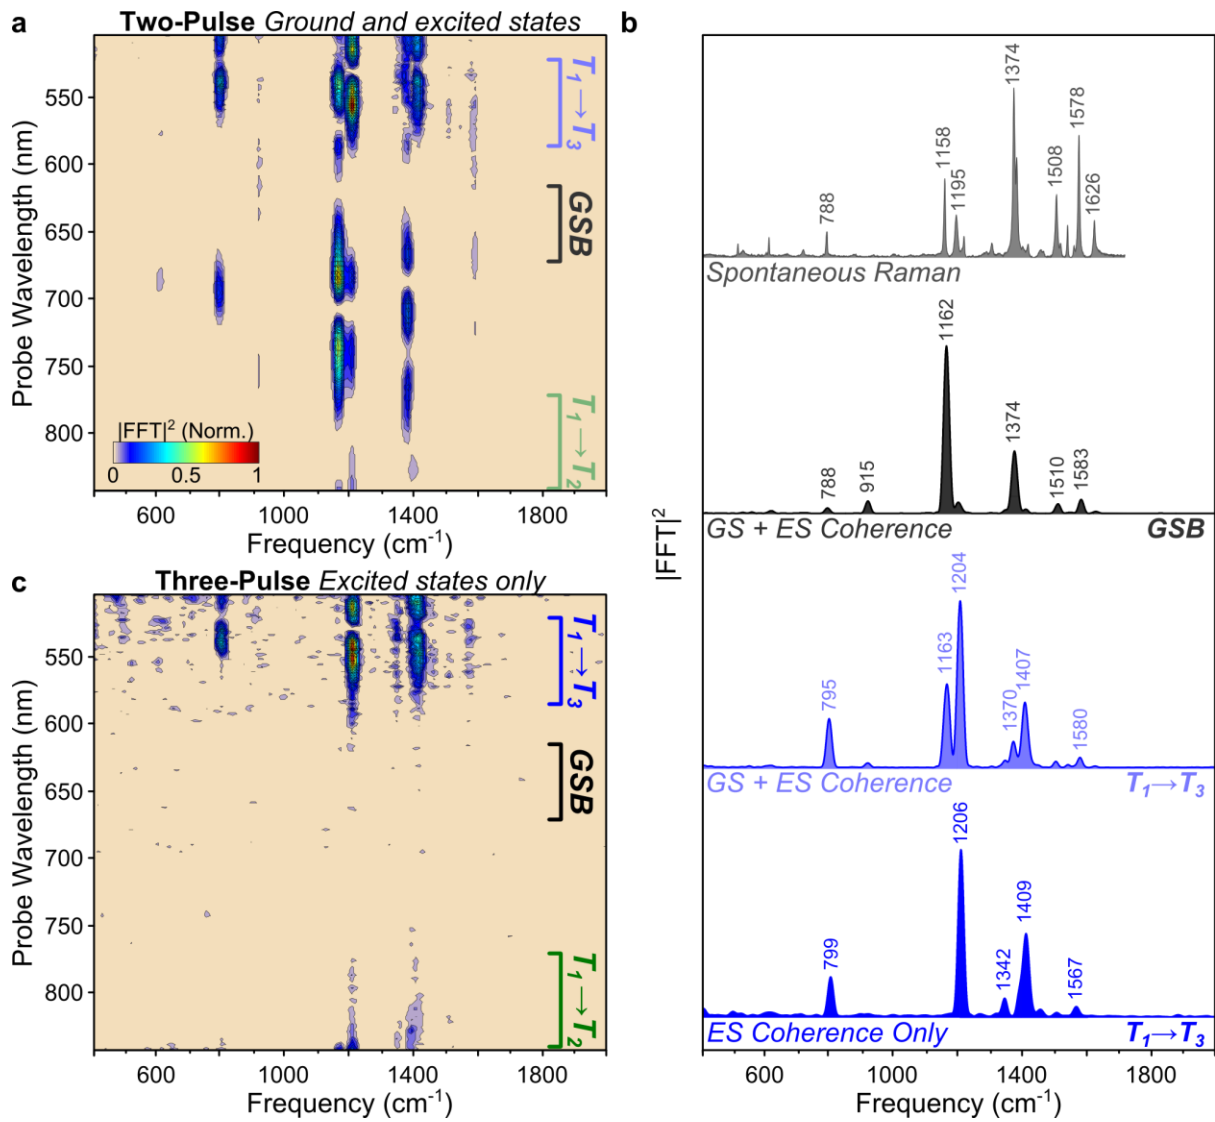 a
Two-Pulse Ground and excited states
Probe Wavelength (nm)
550
600
650
700
750
800
T1→T3
GSB
T1→T2
|FFT|² (Norm.)
0 0.5 1
600 1000 1400 1800
Frequency (cm-1)
c
Three-Pulse Excited states only
Probe Wavelength (nm)
550
600
650
700
750
800
T1→T3
GSB
T1→T2
600 1000 1400 1800
Frequency (cm-1)
b
|FFT|²
788 1158 1195 1374 1508 1578 1626
Spontaneous Raman
788 915 1162 1374 1510 1583
GS + ES Coherence GSB
795 1163 1204 1370 1407 1580
GS + ES Coherence T1→T3
799 1206 1342 1409 1567
ES Coherence Only T1→T3
600 1000 1400 1800
Frequency (cm-1)